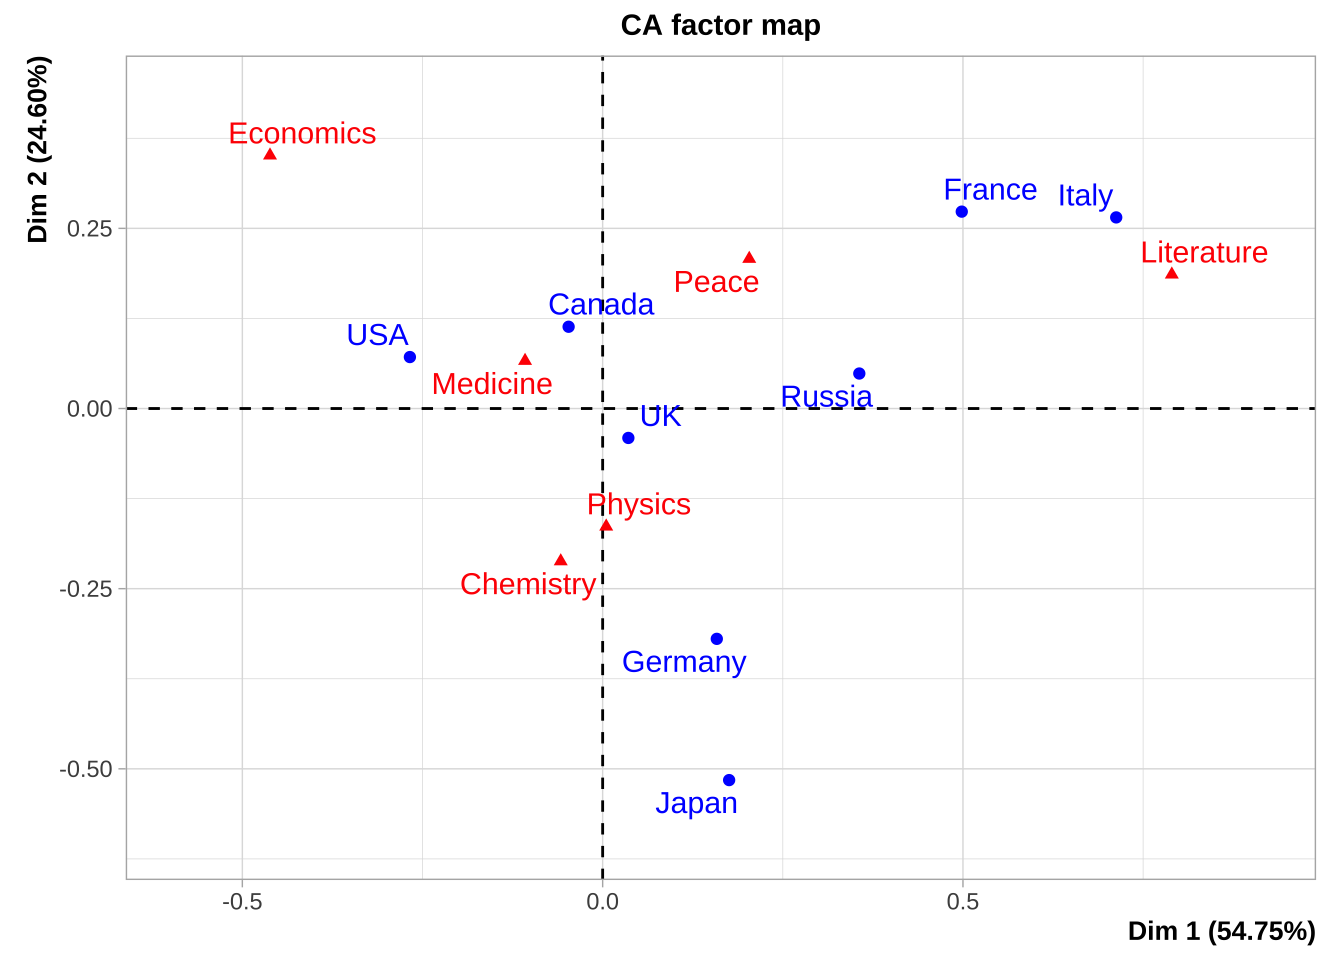 CA factor map
Dim 2 (24.60%)
Economics
France
Italy
0.25
Literature
Peace
Canada
USA
Medicine
Russia
0.00
UK
Physics
Chemistry
-0.25
Germany
-0.50
Japan
-0.5
0.0
0.5
Dim 1 (54.75%)